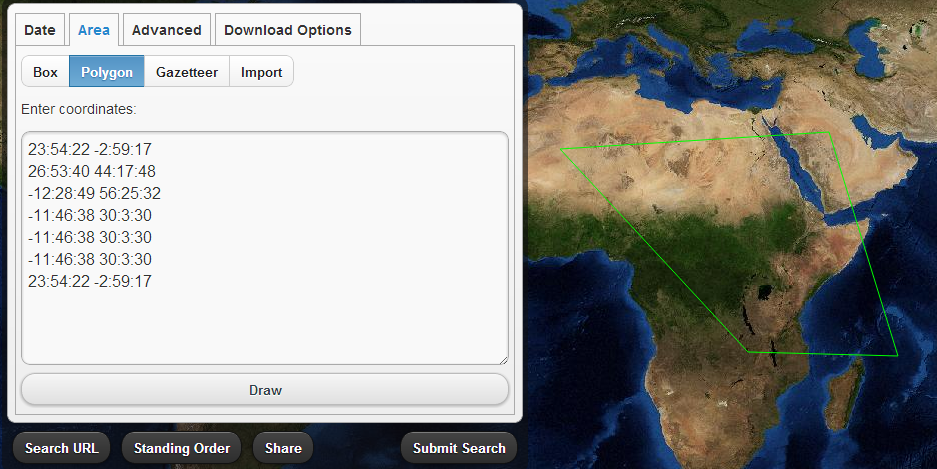 Date Area Advanced Download Options
Box Polygon Gazetteer Import
Enter coordinates:
23:54:22 -2:59:17
26:53:40 44:17:48
-12:28:49 56:25:32
-11:46:38 30:3:30
-11:46:38 30:3:30
-11:46:38 30:3:30
23:54:22 -2:59:17
Draw
Search URL Standing Order Share Submit Search